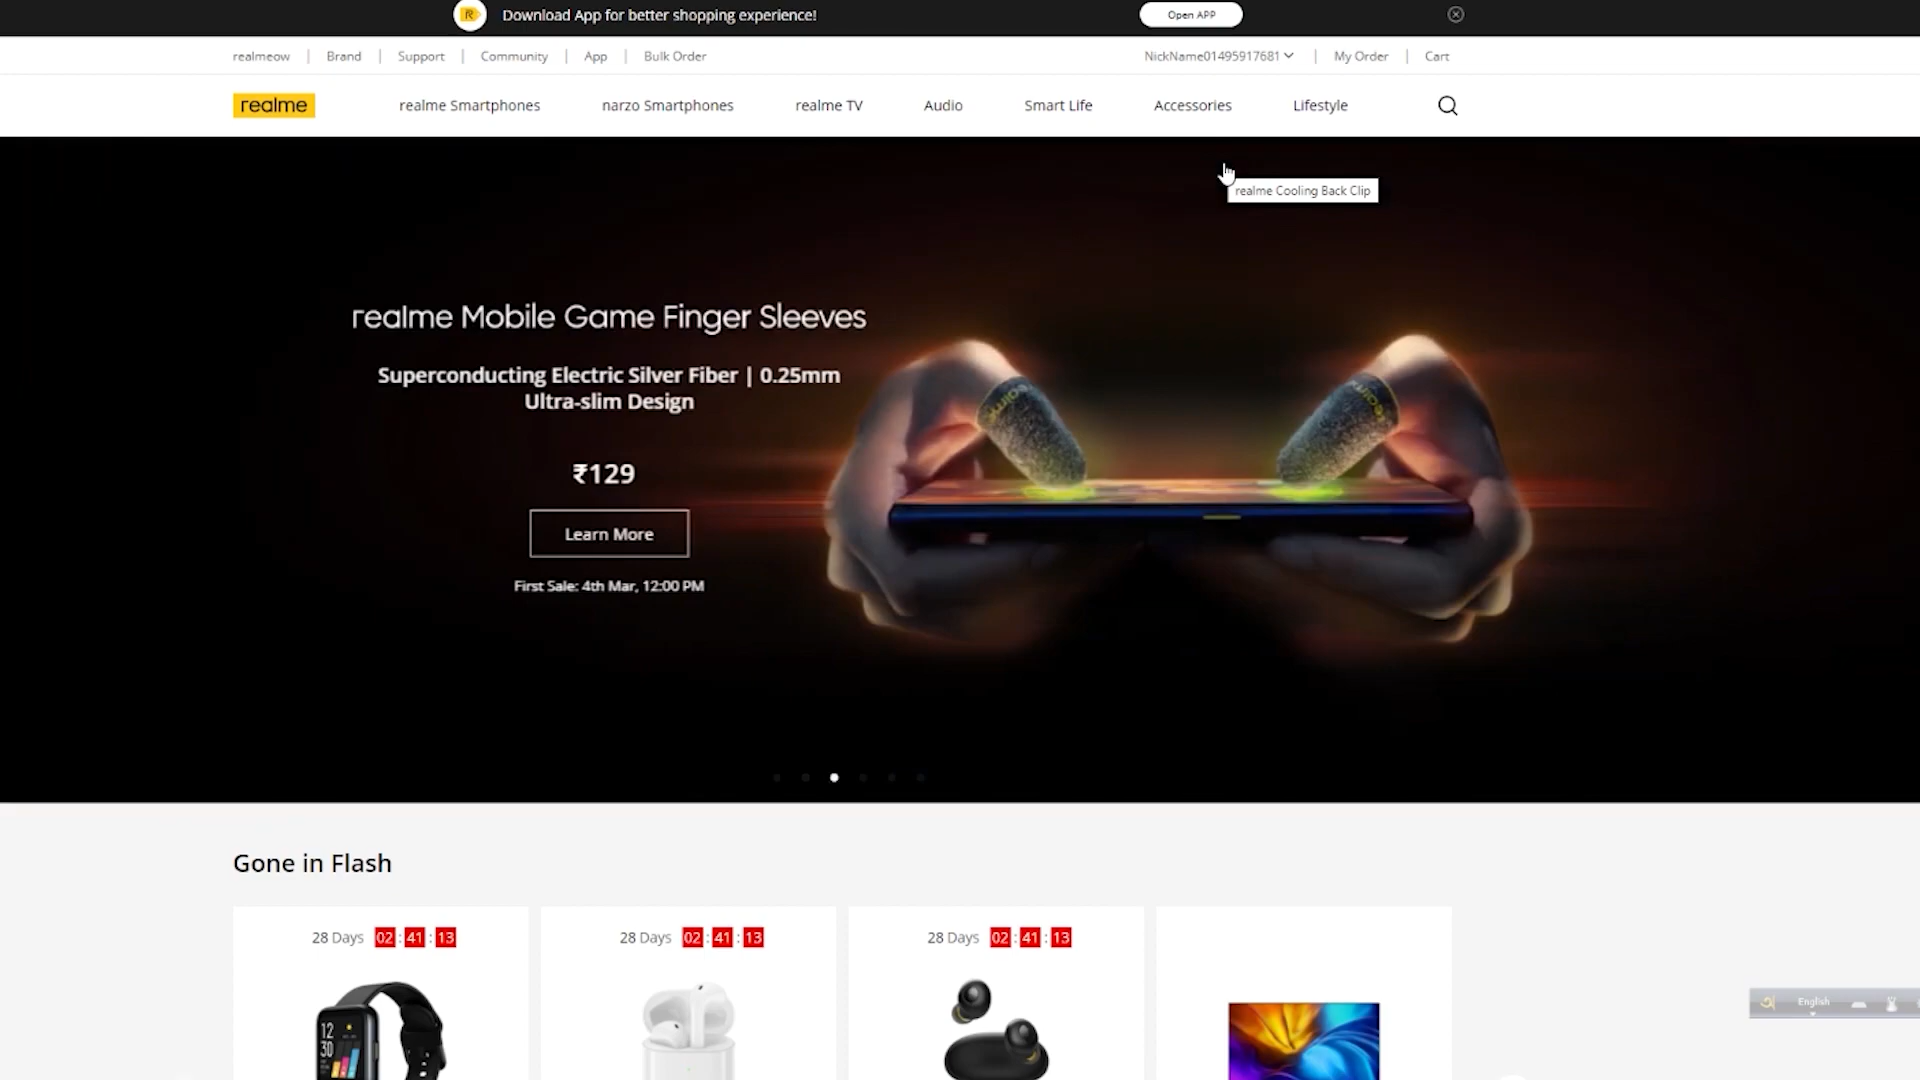 Download App for better shopping experience!
Open APP
realmeow | Brand | Support | Community | App | Bulk Order
NickName01495917681 | My Order | Cart
realme
realme Smartphones
narzo Smartphones
realme TV
Audio
Smart Life
Accessories
Lifestyle
realme Cooling Back Clip
realme Mobile Game Finger Sleeves
Superconducting Electric Silver Fiber | 0.25mm
Ultra-slim Design
₹129
Learn More
First Sale: 4th Mar, 12:00 PM
Gone in Flash
28 Days 02 : 41 : 13
28 Days 02 : 41 : 13
28 Days 02 : 41 : 13
12
30
English